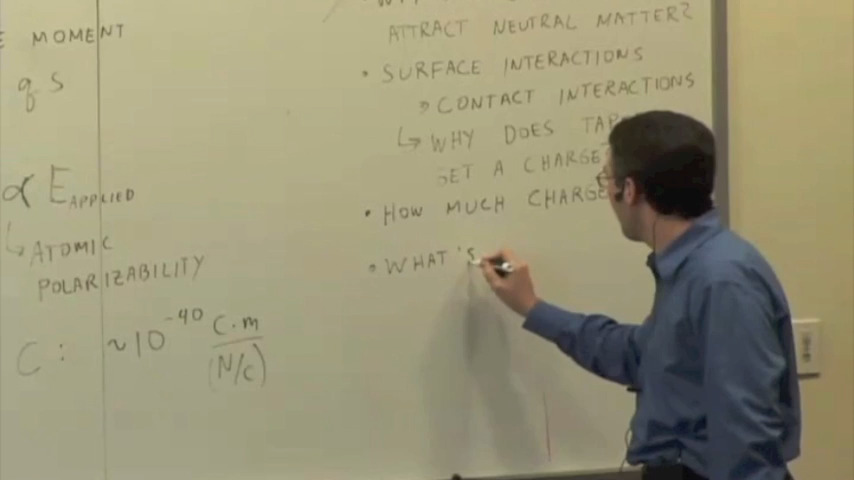 MOMENT
qs
∝ E APPLIED
↳ ATOMIC
POLARIZABILITY
C : ~10⁻⁴⁰ C·m
(N/C)
ATTRACT NEUTRAL MATTER?
• SURFACE INTERACTIONS
» CONTACT INTERACTIONS
↳ WHY DOES
GET A CHARGE?
• HOW MUCH CHARGE
• WHAT'S